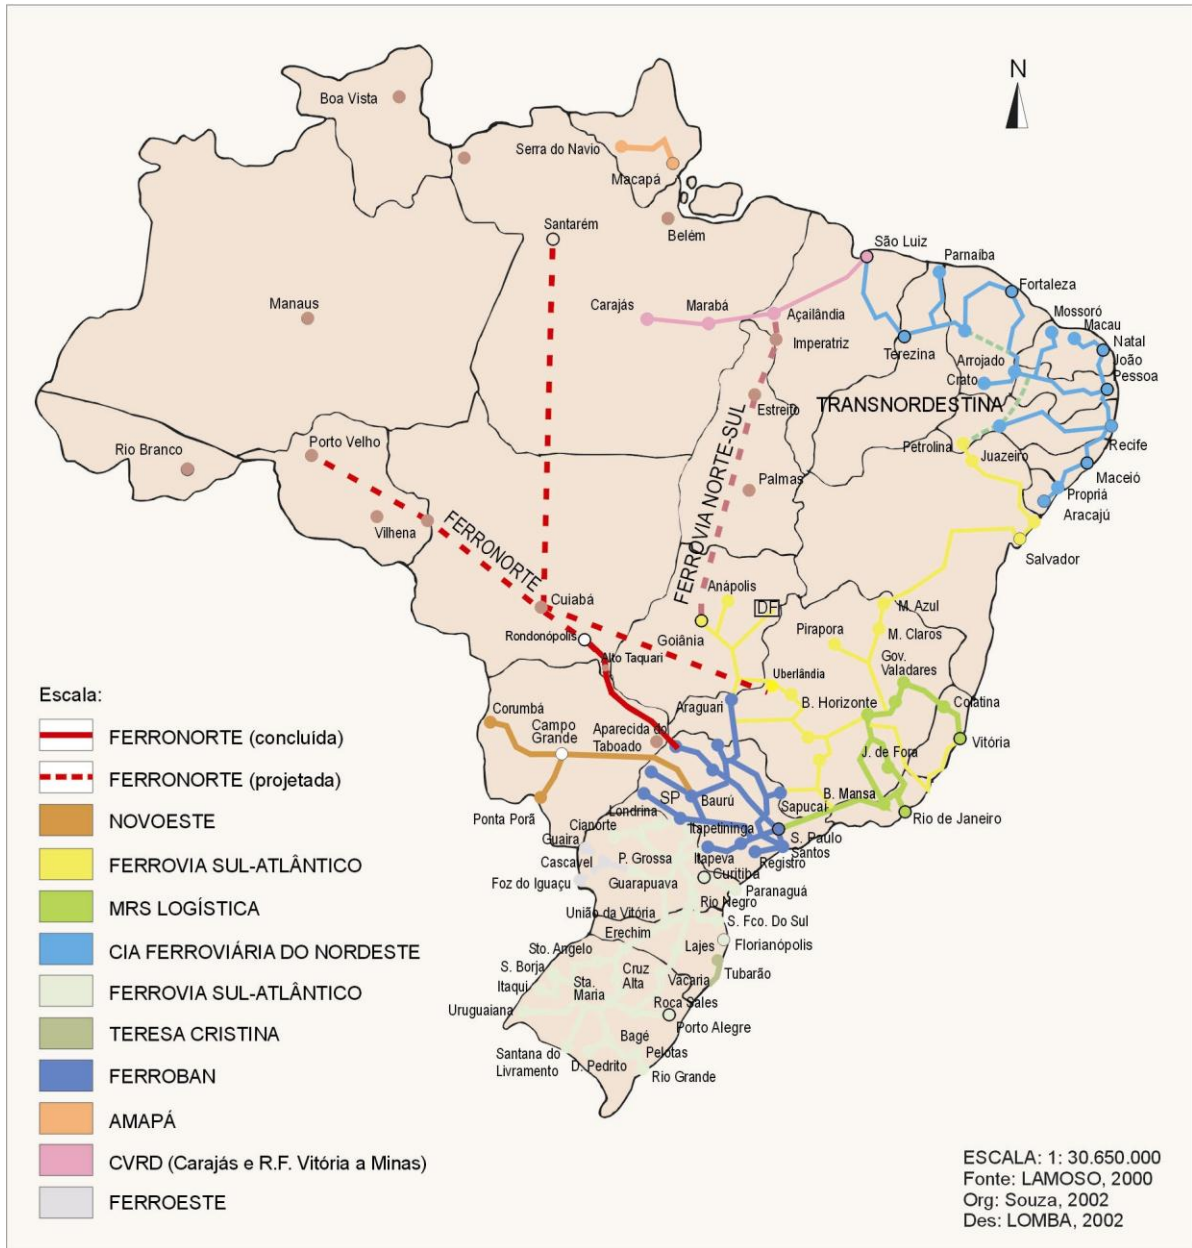 N
Boa Vista
Serra do Navio
Macapá
Santarém
Belém
São Luiz
Parnaíba
Fortaleza
Manaus
Carajás
Marabá
Açailândia
Mossoró
Macau
Imperatriz
Terezina
Arrojado
Natal
João
Pessoa
Crato
Estreito
TRANSNORDESTINA
Rio Branco
Porto Velho
Petrolina
Juazeiro
Recife
Maceió
Palmas
Propriá
Aracajú
Vilhena
FERRONORTE
FERROVIA NORTE-SUL
Salvador
Cuiabá
Anápolis
DF
M. Azul
Rondonópolis
Goiânia
Pirapora
M. Claros
Alto Taquari
Gov.
Valadares
Uberlândia
Corumbá
Araguari
B. Horizonte
Colatina
Campo
Grande
Aparecida do
Taboado
Vitória
J. de Fora
SP
Baurú
Sapucaí
B. Mansa
Ponta Porã
Londrina
Rio de Janeiro
Cianorte
Itapetininga
Guaira
S. Paulo
Santos
Cascavel
P. Grossa
Itapeva
Registro
Foz do Iguaçu
Guarapuava
Curitiba
Paranaguá
Rio Negro
União da Vitória
S. Fco. Do Sul
Erechim
Sto. Angelo
Lajes
Florianópolis
S. Borja
Cruz
Alta
Tubarão
Itaqui
Sta.
Maria
Vacaria
Uruguaiana
Roca Sales
Porto Alegre
Bagé
Santana do
Livramento
D. Pedrito
Pelotas
Rio Grande
Escala:
FERRONORTE (concluída)
FERRONORTE (projetada)
NOVOESTE
FERROVIA SUL-ATLÂNTICO
MRS LOGÍSTICA
CIA FERROVIÁRIA DO NORDESTE
FERROVIA SUL-ATLÂNTICO
TERESA CRISTINA
FERROBAN
AMAPÁ
CVRD (Carajás e R.F. Vitória a Minas)
FERROESTE
ESCALA: 1: 30.650.000
Fonte: LAMOSO, 2000
Org: Souza, 2002
Des: LOMBA, 2002